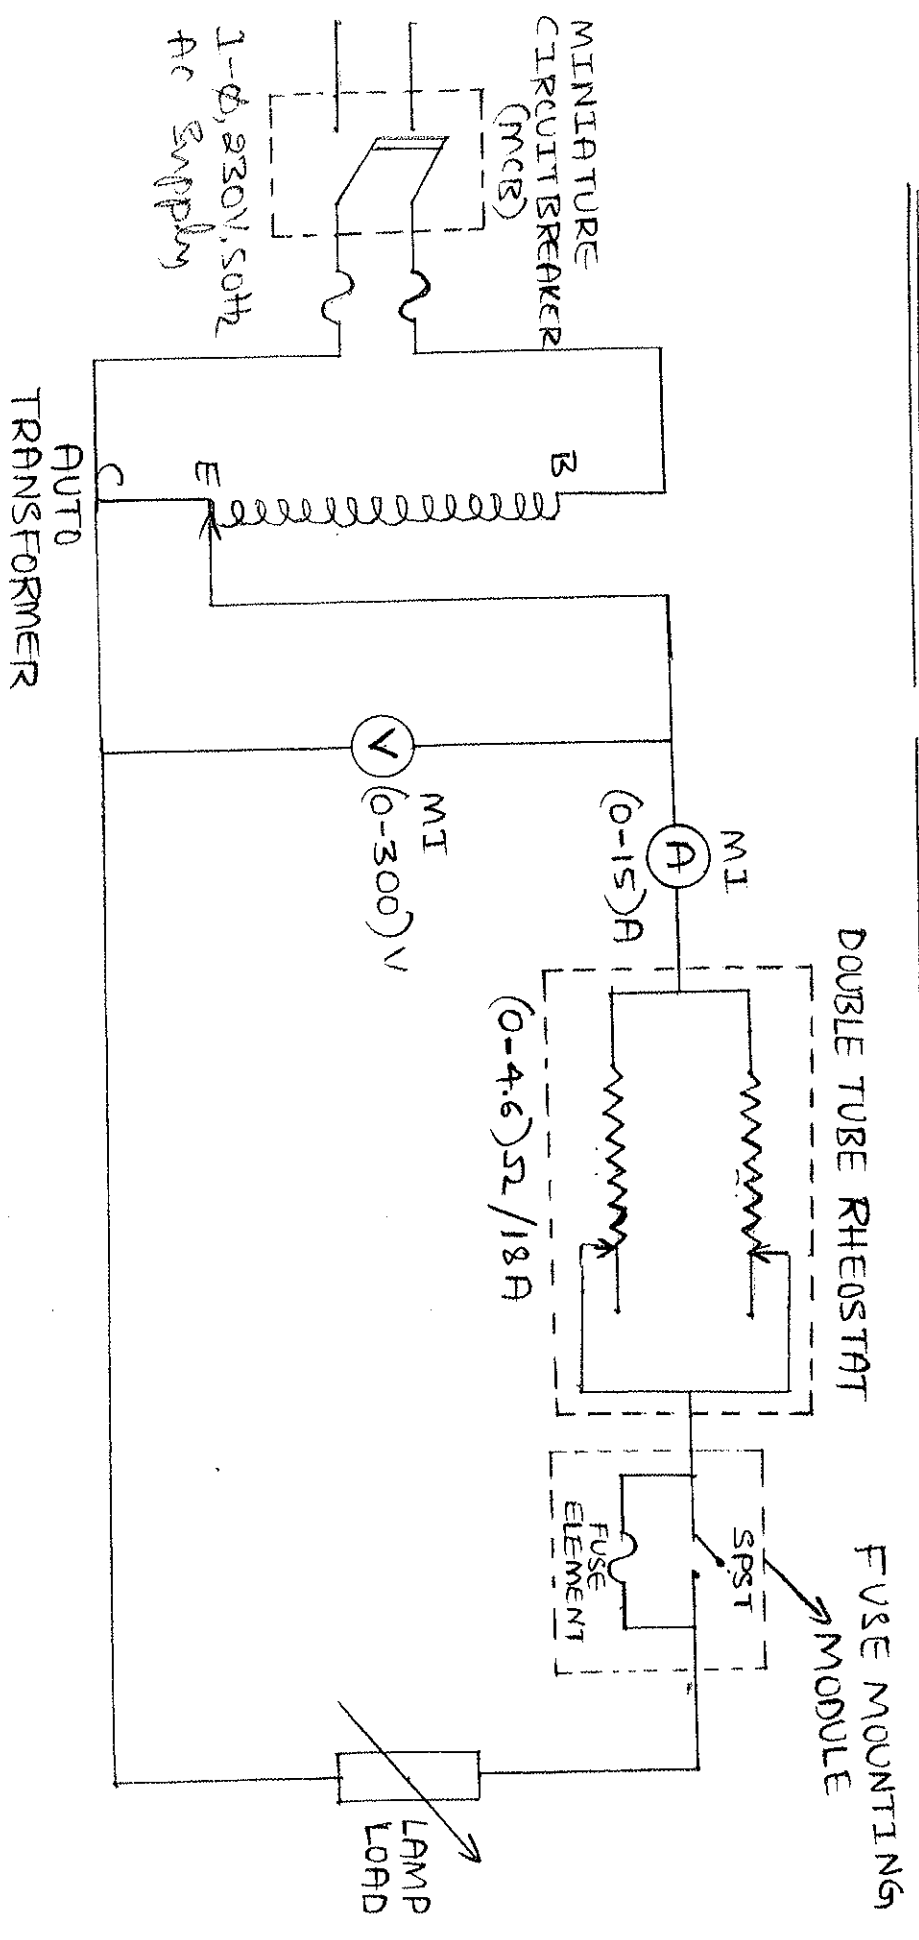 MINIATURE
CIRCUIT BREAKER
(MCB)
1-φ, 230V, 50Hz
AC Supply
B
E
C
AUTO
TRANSFORMER
V
MI
(0-300)V
MI
A
(0-15)A
DOUBLE TUBE RHEOSTAT
(0-4.6)Ω/18A
FUSE MOUNTING
MODULE
SPST
FUSE
ELEMENT
LAMP
LOAD